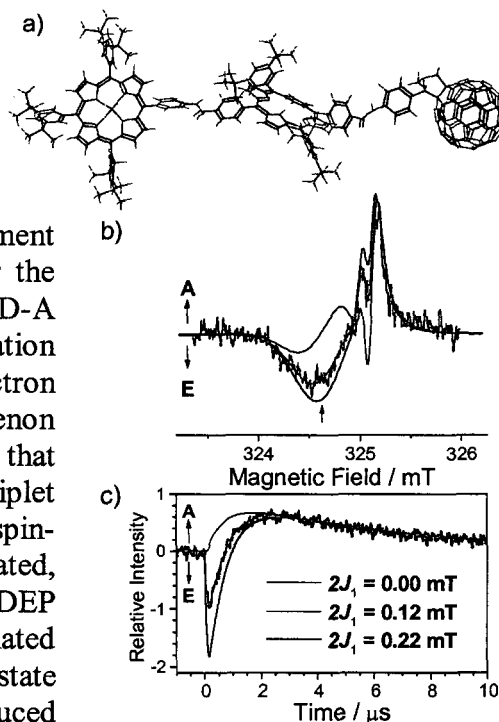 a)
ment
the
D-A
ation
etron
enon
that
iplet
spin-
ated,
DEP
ated
state
uced
b)
A
E
324 325 326
Magnetic Field / mT
c)
Relative Intensity
1
0
-1
-2
A
E
2J1 = 0.00 mT
2J1 = 0.12 mT
2J1 = 0.22 mT
0 2 4 6 8 10
Time / μs